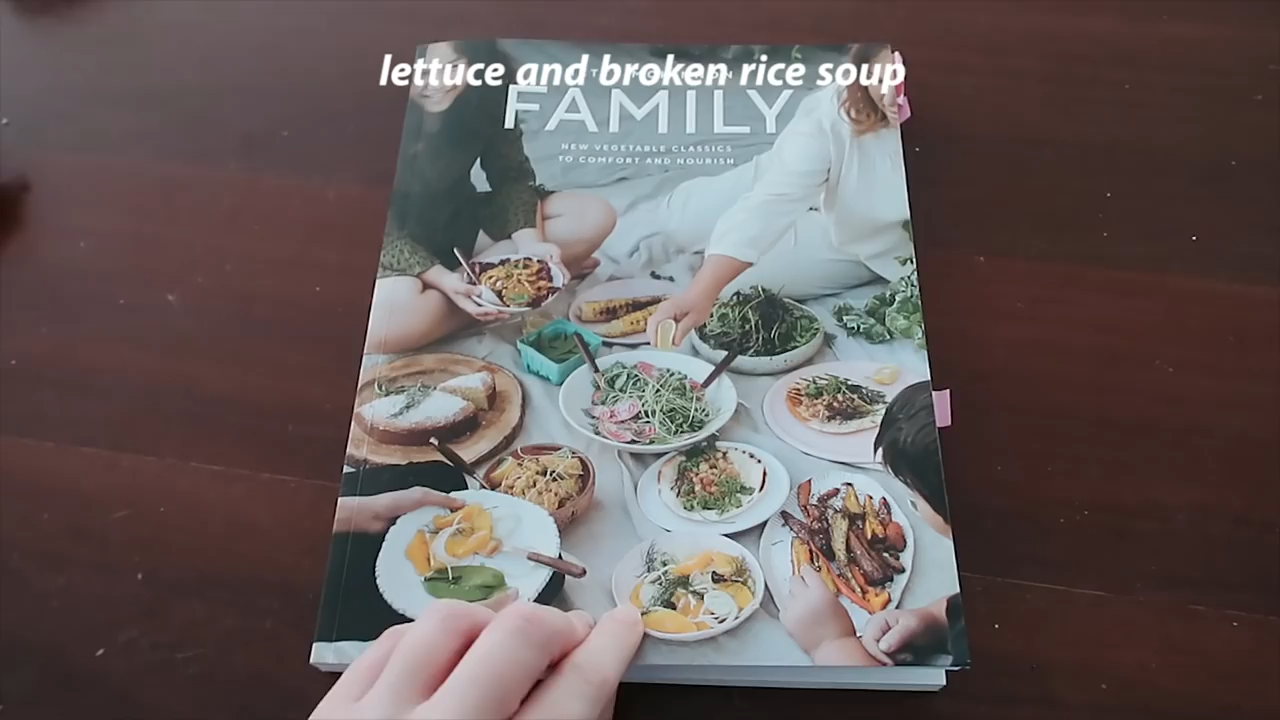 lettuce and broken rice soup
FAMILY
NEW VEGETABLE CLASSICS
TO COMFORT AND NOURISH